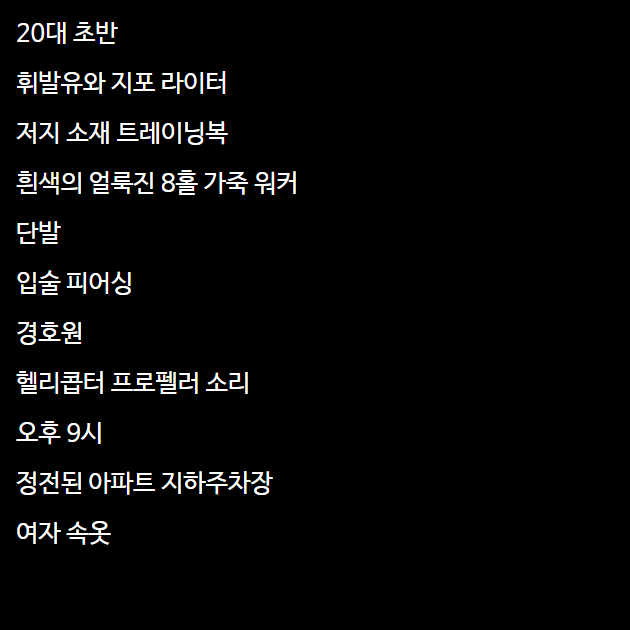 20대 초반
휘발유와 지포 라이터
저지 소재 트레이닝복
흰색의 얼룩진 8홀 가죽 워커
단발
입술 피어싱
경호원
헬리콥터 프로펠러 소리
오후 9시
정전된 아파트 지하주차장
여자 속옷